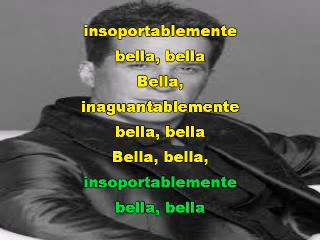 insoportablemente
bella, bella
Bella,
inaguantablemente
bella, bella
Bella, bella,
insoportablemente
bella, bella